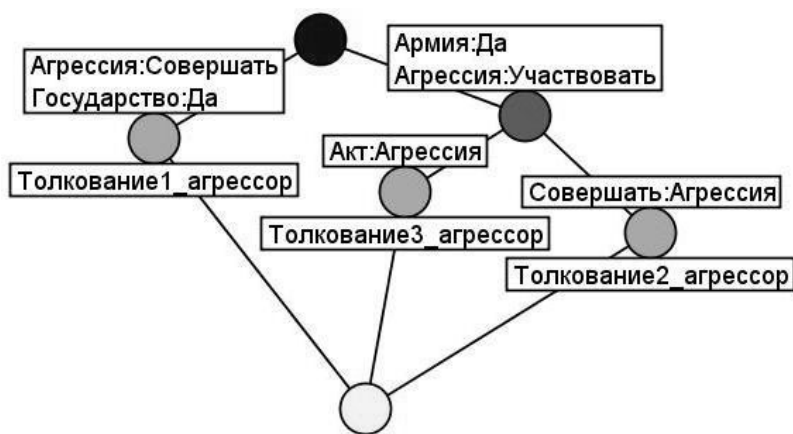 Армия:Да
Агрессия:Участвовать
Агрессия:Совершать
Государство:Да
Акт:Агрессия
Толкование1_агрессор
Совершать:Агрессия
Толкование3_агрессор
Толкование2_агрессор